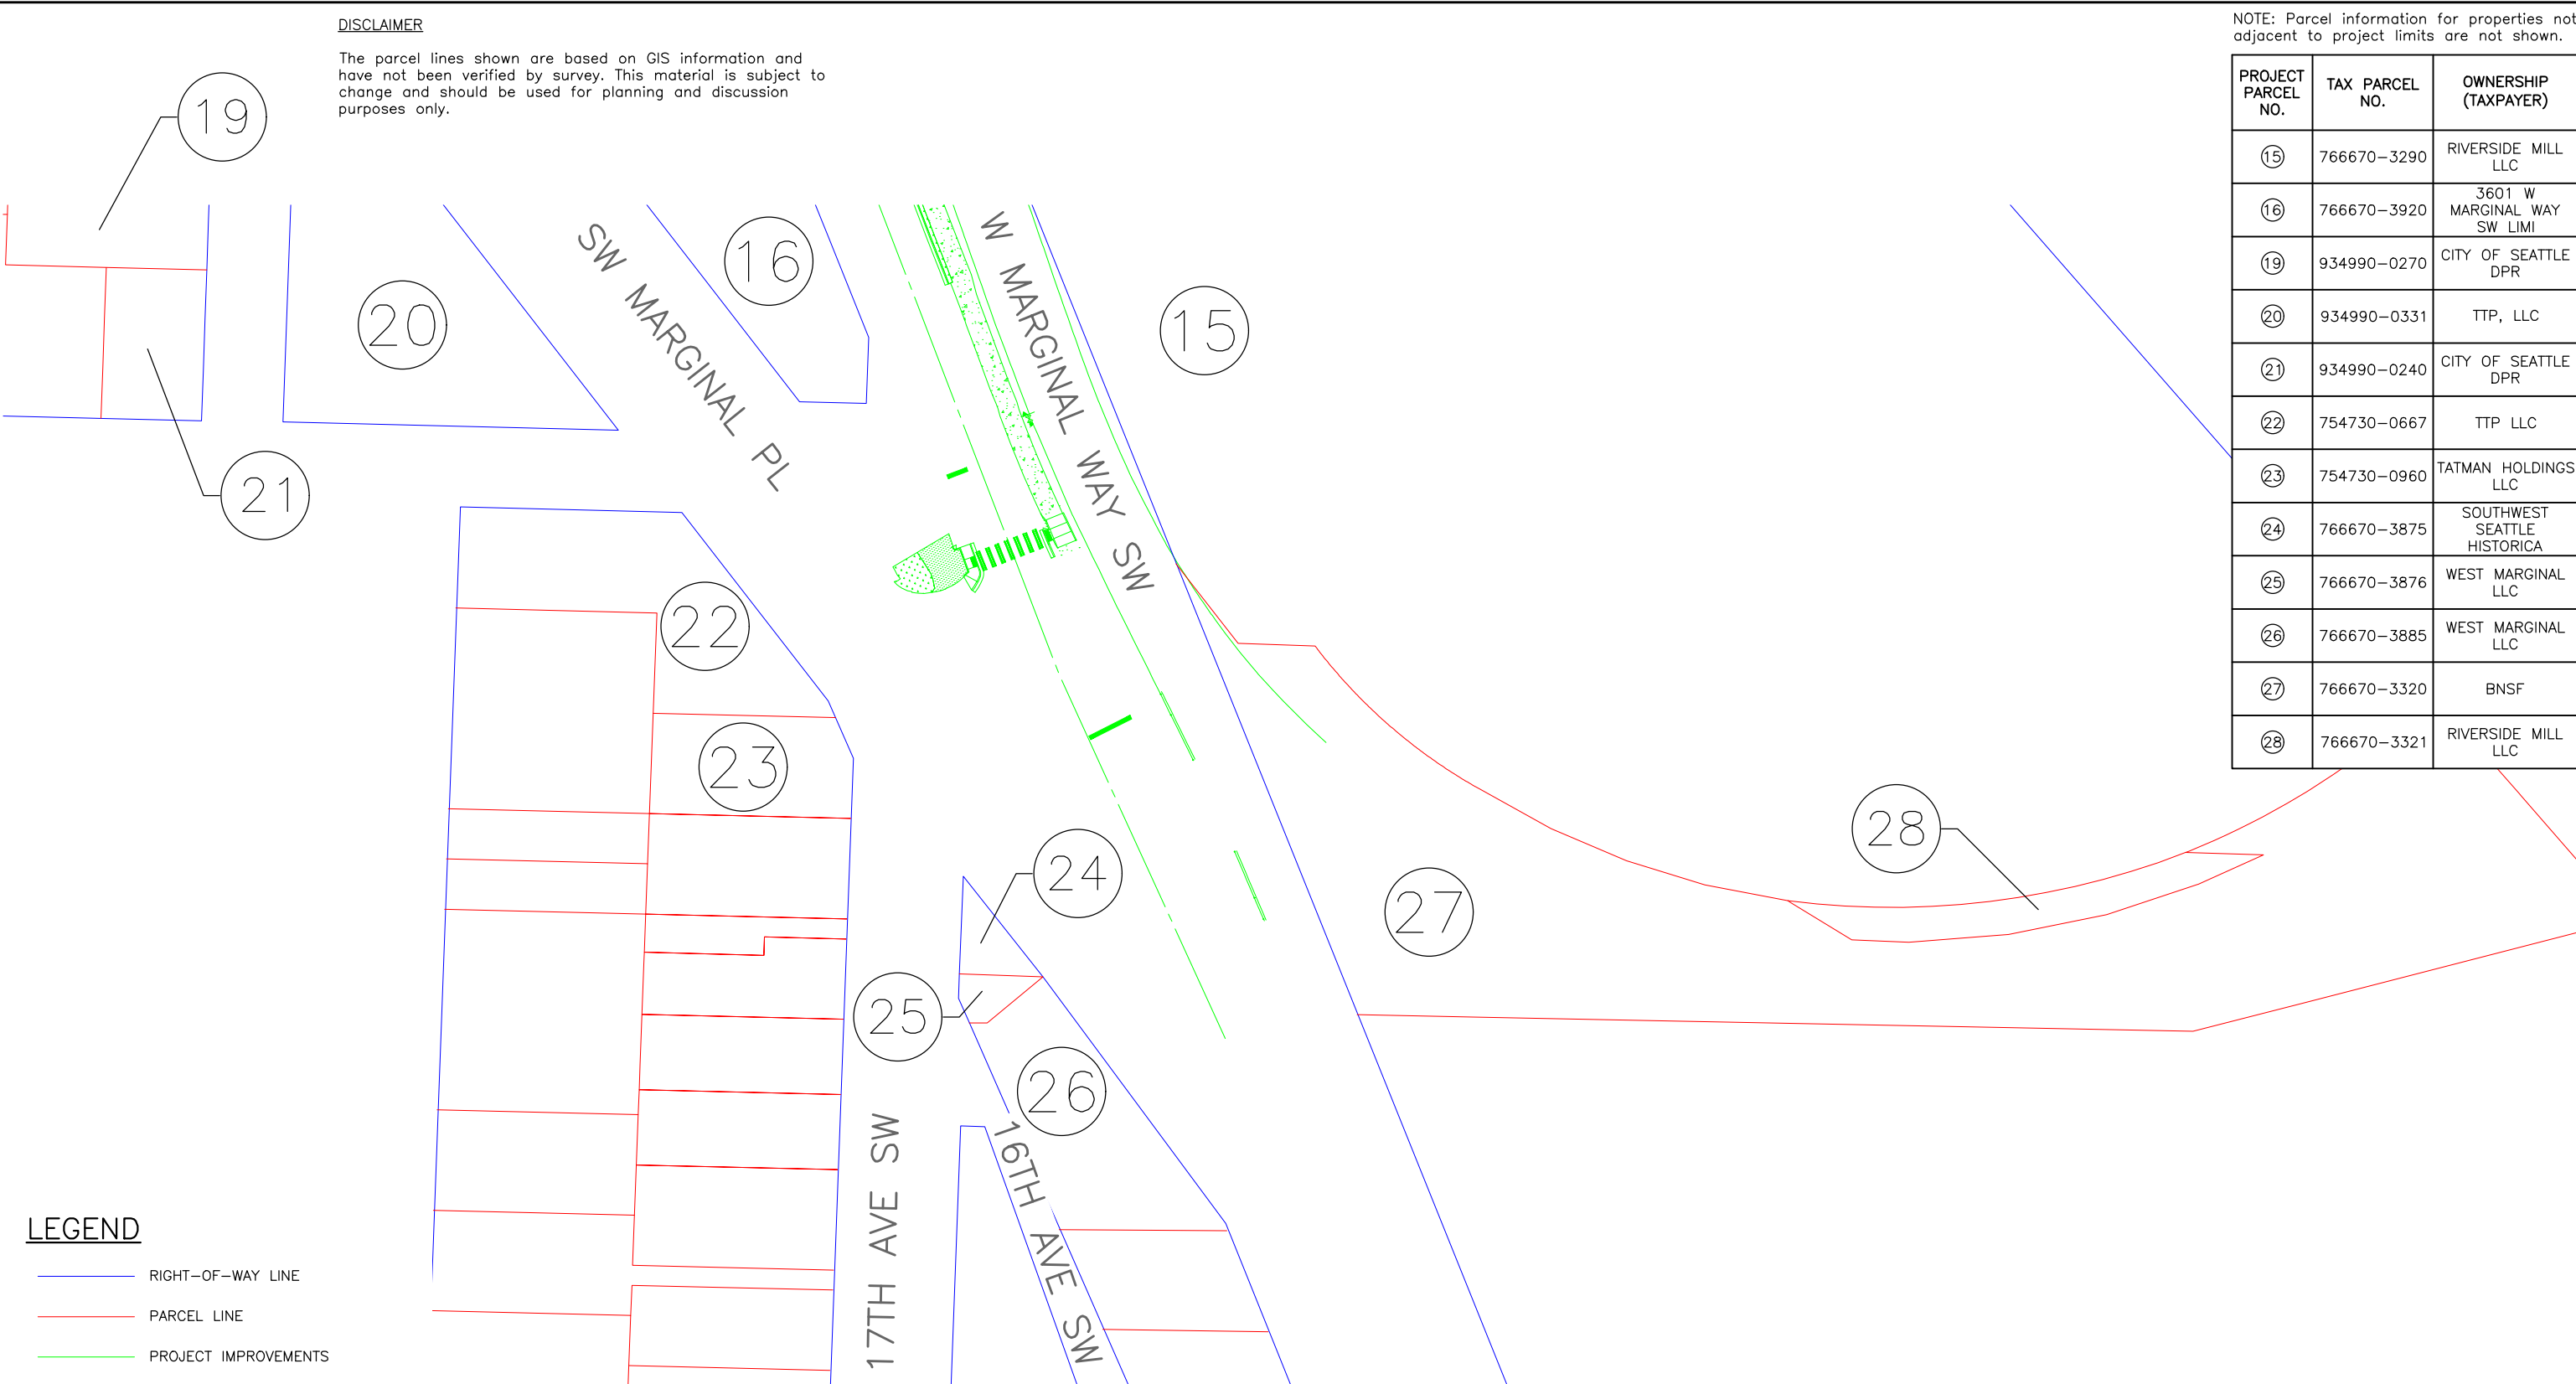 DISCLAIMER
The parcel lines shown are based on GIS information and
have not been verified by survey. This material is subject to
change and should be used for planning and discussion
purposes only.
NOTE: Parcel information for properties not
adjacent to project limits are not shown.
PROJECT
PARCEL
NO.
TAX PARCEL
NO.
OWNERSHIP
(TAXPAYER)
15
766670-3290
RIVERSIDE MILL
LLC
16
766670-3920
3601 W
MARGINAL WAY
SW LIMI
19
934990-0270
CITY OF SEATTLE
DPR
20
934990-0331
TTP, LLC
21
934990-0240
CITY OF SEATTLE
DPR
22
754730-0667
TTP LLC
23
754730-0960
TATMAN HOLDINGS
LLC
24
766670-3875
SOUTHWEST
SEATTLE
HISTORICA
25
766670-3876
WEST MARGINAL
LLC
26
766670-3885
WEST MARGINAL
LLC
27
766670-3320
BNSF
28
766670-3321
RIVERSIDE MILL
LLC
19
20
21
SW MARGINAL PL
16
W MARGINAL WAY SW
15
22
23
24
25
26
27
28
17TH AVE SW
16TH AVE SW
LEGEND
RIGHT-OF-WAY LINE
PARCEL LINE
PROJECT IMPROVEMENTS